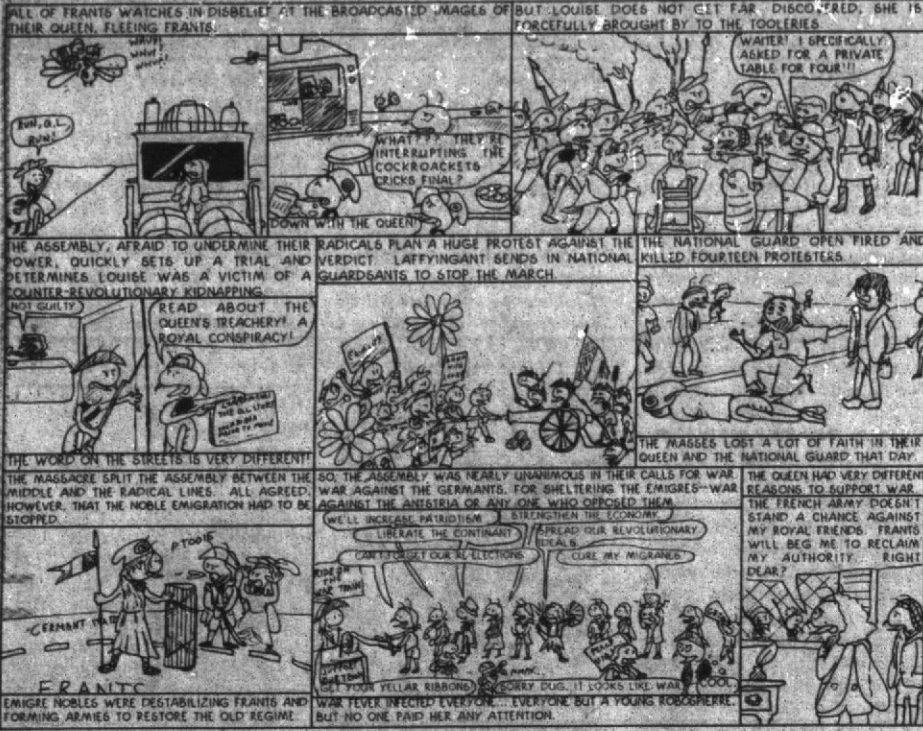 ALL OF FRANTS WATCHES IN DISBELIEF AT THE BROADCASTED IMAGES OF
THEIR QUEEN, FLEEING FRANTS.
RUN, Q.L.
RUN!
WHAT??? THEY'RE
INTERRUPTING THE
COCKROACKETS
CRICKS FINAL?
DOWN WITH THE QUEEN!
BUT LOUISE DOES NOT GET FAR. DISCOVERED, SHE IS
FORCEFULLY BROUGHT BY TO THE TOOLERIES.
WAITER! I SPECIFICALLY
ASKED FOR A PRIVATE
TABLE FOR FOUR!!!
THE ASSEMBLY, AFRAID TO UNDERMINE THEIR
POWER, QUICKLY SETS UP A TRIAL AND
DETERMINES LOUISE WAS A VICTIM OF A
COUNTER-REVOLUTIONARY KIDNAPPING
NOT GUILTY
READ ABOUT THE
QUEEN'S TREACHERY! A
ROYAL CONSPIRACY!
THE WORD ON THE STREETS IS VERY DIFFERENT!
RADICALS PLAN A HUGE PROTEST AGAINST THE
VERDICT. LAFFYINGANT SENDS IN NATIONAL
GUARDSANTS TO STOP THE MARCH.
THE NATIONAL GUARD OPEN FIRED AND
KILLED FOURTEEN PROTESTERS.
THE MASSES LOST A LOT OF FAITH IN THEIR
QUEEN AND THE NATIONAL GUARD THAT DAY.
THE MASSACRE SPLIT THE ASSEMBLY BETWEEN THE
MIDDLE AND THE RADICAL LINES. ALL AGREED,
HOWEVER, THAT THE NOBLE EMIGRATION HAD TO BE
STOPPED.
PTOOIE
FRANTS
EMIGRE NOBLES WERE DESTABILIZING FRANTS AND
FORMING ARMIES TO RESTORE THE OLD REGIME.
SO, THE ASSEMBLY WAS NEARLY UNANIMOUS IN THEIR CALLS FOR WAR.
WAR AGAINST THE GERMANTS, FOR SHELTERING THE EMIGRES--WAR
AGAINST THE ANTSTRIA OR ANY ONE WHO OPPOSED THEM
WE'LL INCREASE PATRIOTISM
STRENGTHEN THE ECONOMY
LIBERATE THE CONTINANT
SPREAD OUR REVOLUTIONARY
IDEALS
CAN'T FORGET OUR RE-ELECTIONS
CURE MY MIGRANES
GET YOUR YELLAR RIBBONS!
SORRY DUG, IT LOOKS LIKE WAR
COOL
WAR FEVER INFECTED EVERYONE... EVERYONE BUT A YOUNG ROBOSPIERRE.
BUT NO ONE PAID HER ANY ATTENTION.
THE QUEEN HAD VERY DIFFERENT
REASONS TO SUPPORT WAR.
THE FRENCH ARMY DOESN'T
STAND A CHANCE AGAINST
MY ROYAL FRIENDS. FRANTS
WILL BEG ME TO RECLAIM
MY AUTHORITY. RIGHT
DEAR?